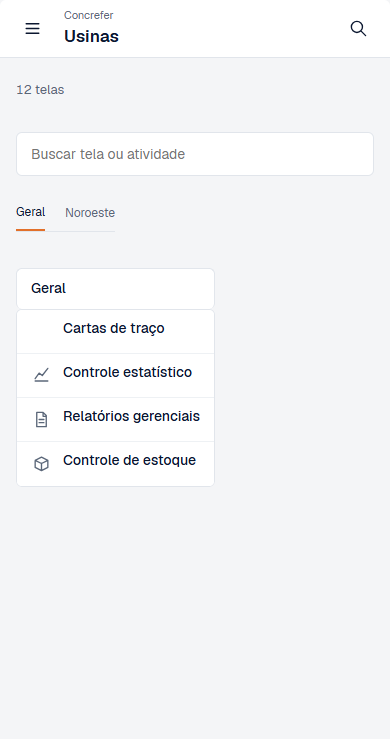 Concrefer
Usinas
12 telas
Buscar tela ou atividade
Geral
Noroeste
Geral
Cartas de traço
Controle estatístico
Relatórios gerenciais
Controle de estoque